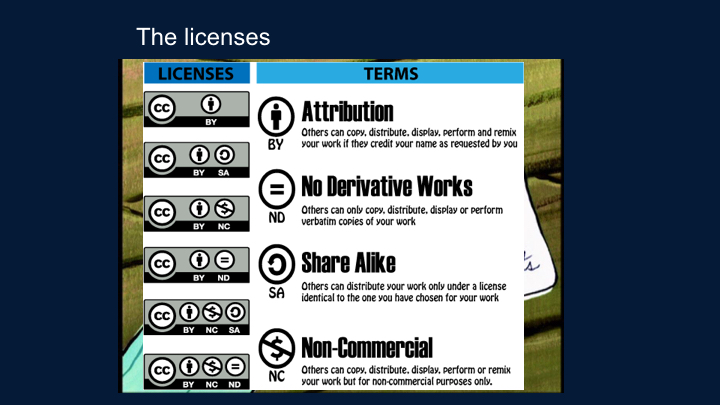 The licenses
LICENSES
TERMS
cc
BY
cc
BY SA
cc
BY NC
cc
BY ND
cc
BY NC SA
cc
BY NC ND
Attribution
BY
Others can copy, distribute, display, perform and remix
your work if they credit your name as requested by you
No Derivative Works
ND
Others can only copy, distribute, display or perform
verbatim copies of your work
Share Alike
SA
Others can distribute your work only under a license
identical to the one you have chosen for your work
Non-Commercial
NC
Others can copy, distribute, display, perform or remix
your work but for non-commercial purposes only.